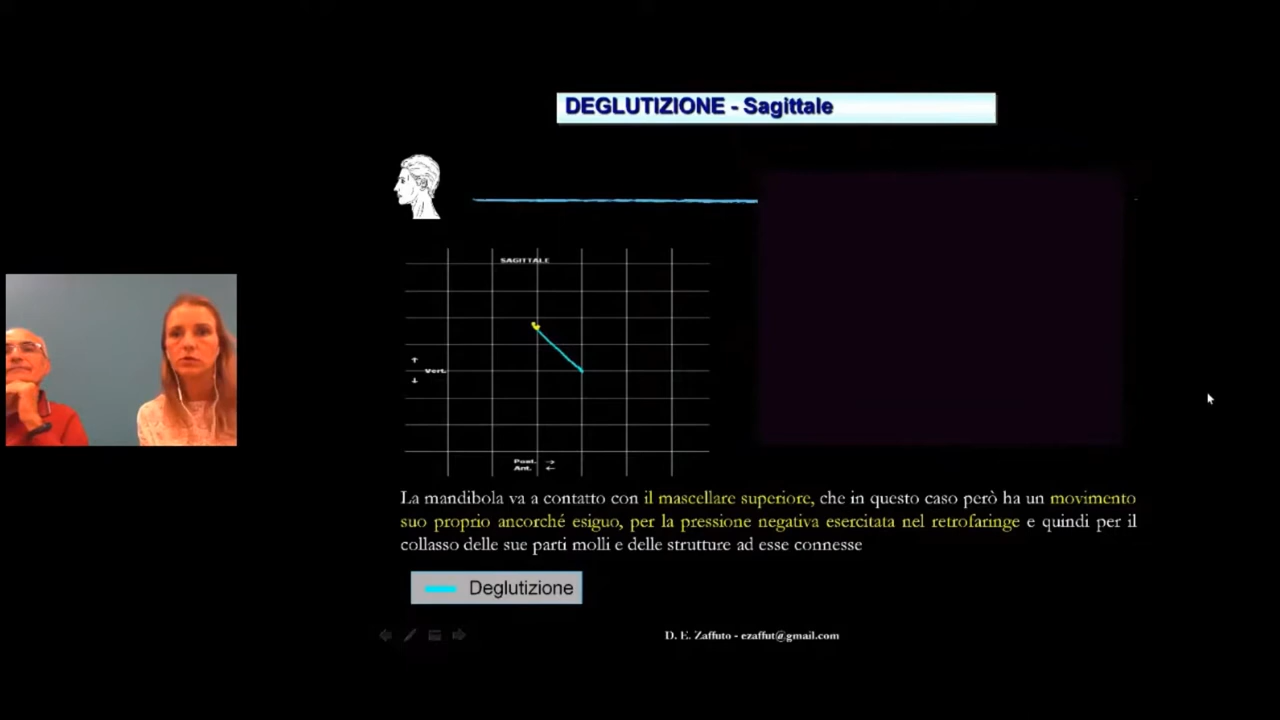 DEGLUTIZIONE - Sagittale
SAGITTALE
Vert.
Post.
Ant.
La mandibola va a contatto con il mascellare superiore, che in questo caso però ha un movimento
suo proprio ancorché esiguo, per la pressione negativa esercitata nel retrofaringe e quindi per il
collasso delle sue parti molli e delle strutture ad esse connesse
Deglutizione
D. E. Zaffuto - ezaffut@gmail.com